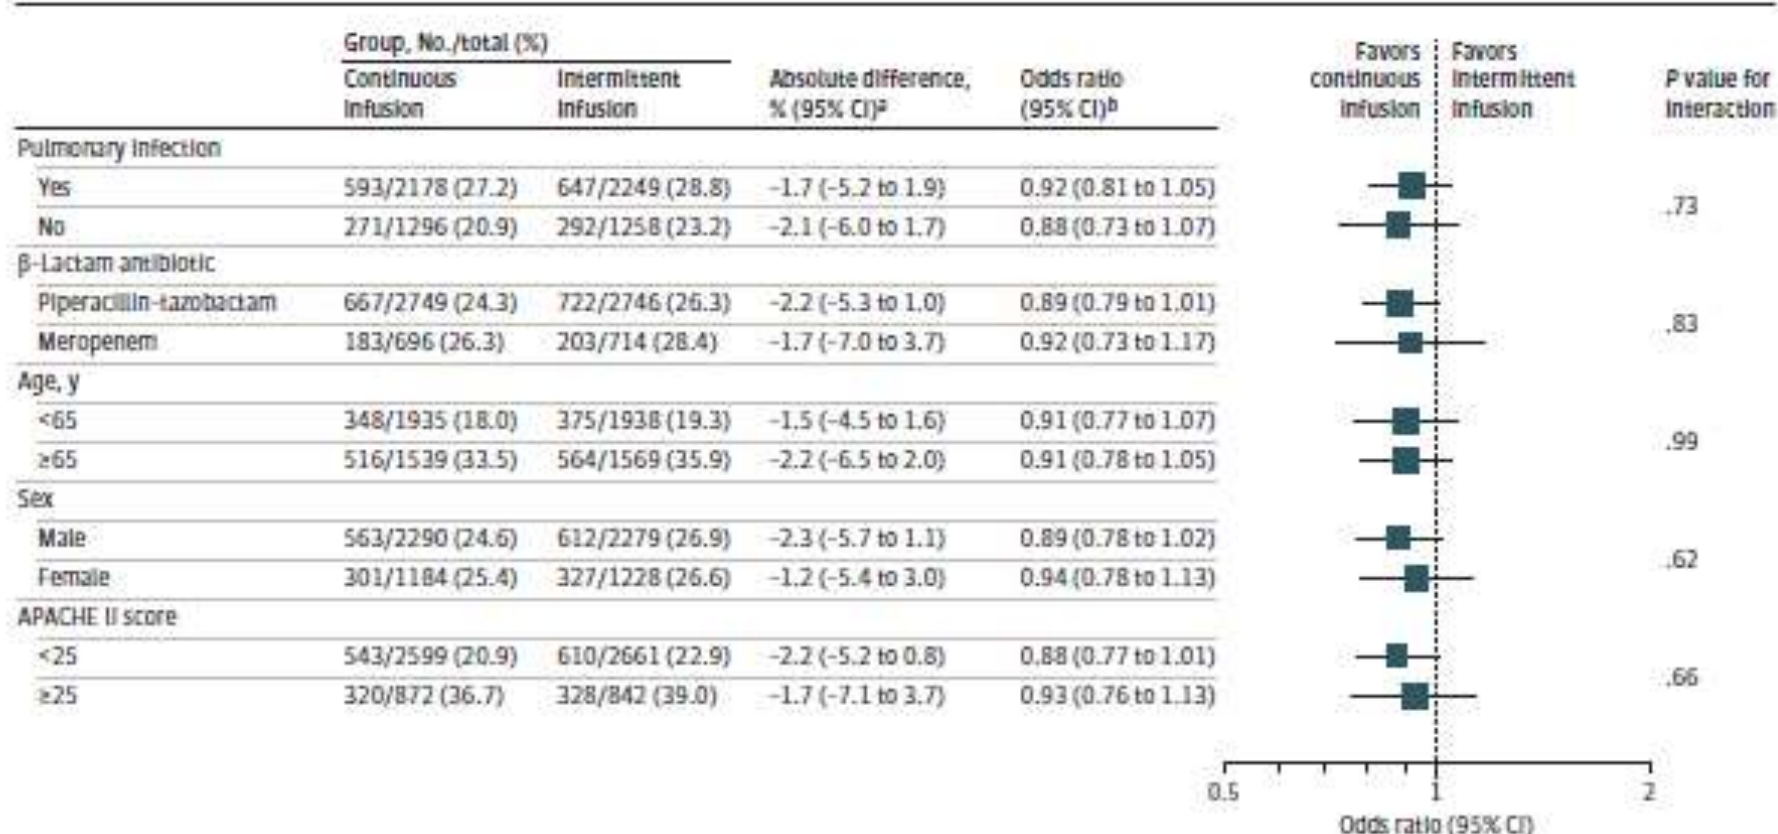 Group, No./total (%)
Continuous Infusion Intermittent Infusion Absolute difference, % (95% CI)a Odds ratio (95% CI)b Favors continuous infusion Favors intermittent infusion P value for interaction
Pulmonary infection
Yes 593/2178 (27.2) 647/2249 (28.8) −1.7 (−5.2 to 1.9) 0.92 (0.81 to 1.05)
.73
No 271/1296 (20.9) 292/1258 (23.2) −2.1 (−6.0 to 1.7) 0.88 (0.73 to 1.07)
β-Lactam antibiotic
Piperacillin-tazobactam 667/2749 (24.3) 722/2746 (26.3) −2.2 (−5.3 to 1.0) 0.89 (0.79 to 1.01)
.83
Meropenem 183/696 (26.3) 203/714 (28.4) −1.7 (−7.0 to 3.7) 0.92 (0.73 to 1.17)
Age, y
<65 348/1935 (18.0) 375/1938 (19.3) −1.5 (−4.5 to 1.6) 0.91 (0.77 to 1.07)
.99
≥65 516/1539 (33.5) 564/1569 (35.9) −2.2 (−6.5 to 2.0) 0.91 (0.78 to 1.05)
Sex
Male 563/2290 (24.6) 612/2279 (26.9) −2.3 (−5.7 to 1.1) 0.89 (0.78 to 1.02)
.62
Female 301/1184 (25.4) 327/1228 (26.6) −1.2 (−5.4 to 3.0) 0.94 (0.78 to 1.13)
APACHE II score
<25 543/2599 (20.9) 610/2661 (22.9) −2.2 (−5.2 to 0.8) 0.88 (0.77 to 1.01)
.66
≥25 320/872 (36.7) 328/842 (39.0) −1.7 (−7.1 to 3.7) 0.93 (0.76 to 1.13)
0.5 1 2
Odds ratio (95% CI)